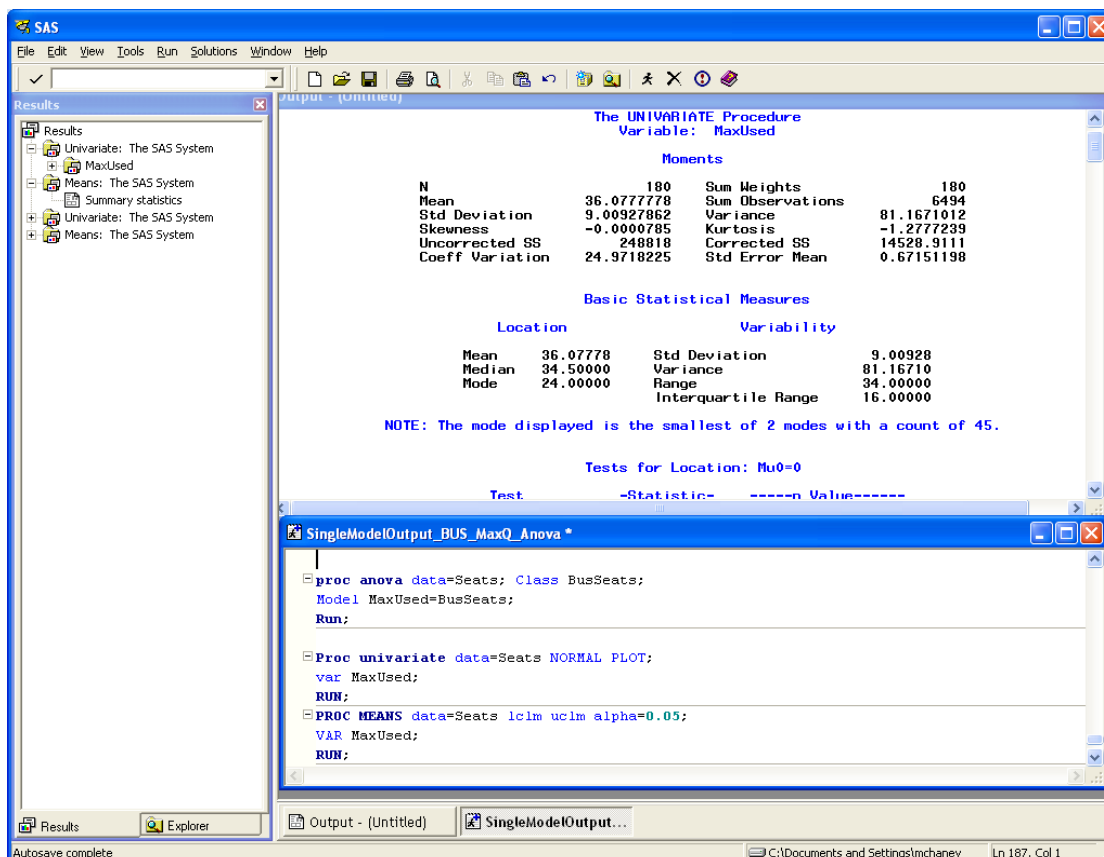 SAS
File Edit View Tools Run Solutions Window Help
Results
Results
Univariate: The SAS System
MaxUsed
Means: The SAS System
Summary statistics
Univariate: The SAS System
Means: The SAS System
Output - (Untitled)
The UNIVARIATE Procedure
Variable: MaxUsed
Moments
N 180 Sum Weights 180
Mean 36.0777778 Sum Observations 6494
Std Deviation 9.00927862 Variance 81.1671012
Skewness -0.0000785 Kurtosis -1.2777239
Uncorrected SS 248818 Corrected SS 14528.9111
Coeff Variation 24.9718225 Std Error Mean 0.67151198
Basic Statistical Measures
Location Variability
Mean 36.07778 Std Deviation 9.00928
Median 34.50000 Variance 81.16710
Mode 24.00000 Range 34.00000
Interquartile Range 16.00000
NOTE: The mode displayed is the smallest of 2 modes with a count of 45.
Tests for Location: Mu0=0
Test -Statistic- -----p Value------
SingleModelOutput_BUS_MaxQ_Anova *
proc anova data=Seats; Class BusSeats;
Model MaxUsed=BusSeats;
Run;
Proc univariate data=Seats NORMAL PLOT;
var MaxUsed;
RUN;
PROC MEANS data=Seats lclm uclm alpha=0.05;
VAR MaxUsed;
RUN;
Results Explorer
Output - (Untitled) SingleModelOutput...
Autosave complete C:\Documents and Settings\mchaney Ln 187, Col 1